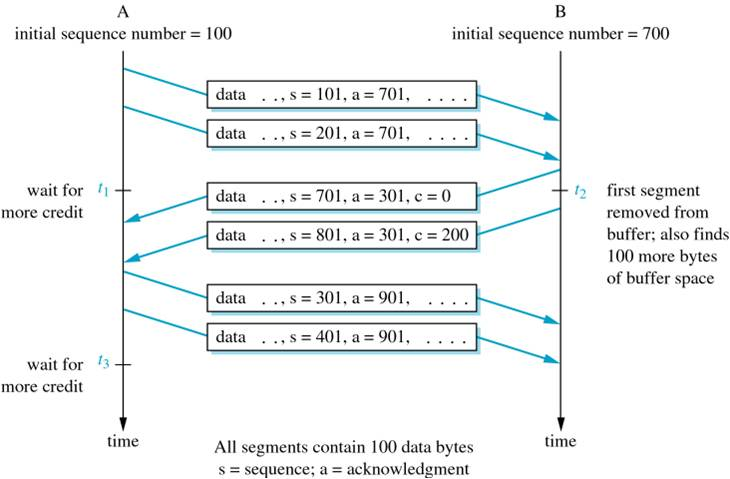 A
B
initial sequence number = 100
initial sequence number = 700
data . ., s = 101, a = 701, . . . .
data . ., s = 201, a = 701, . . . .
wait for
more credit
t1
data . ., s = 701, a = 301, c = 0
data . ., s = 801, a = 301, c = 200
t2
first segment
removed from
buffer; also finds
100 more bytes
of buffer space
data . ., s = 301, a = 901, . . . .
data . ., s = 401, a = 901, . . . .
wait for
more credit
t3
time
time
All segments contain 100 data bytes
s = sequence; a = acknowledgment